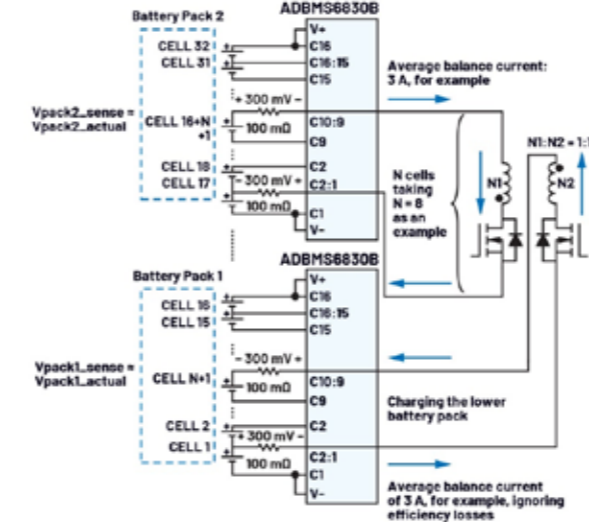 ADBMS6830B
Battery Pack 2
V+
CELL 32
C16
CELL 31
C16:15
C15
Average balance current:
3 A, for example
+ 300 mV -
Vpack2_sense =
Vpack2_actual
CELL 16+N
+1
100 mΩ
C10:9
C9
N1:N2 = 1:1
CELL 18
CELL 17
C2
- 300 mV +
C2:1
100 mΩ
C1
V-
N cells
taking
N = 8
as an
example
N1
N2
ADBMS6830B
Battery Pack 1
V+
CELL 16
C16
CELL 15
C16:15
C15
- 300 mV +
Vpack1_sense =
Vpack1_actual
CELL N+1
100 mΩ
C10:9
C9
Charging the lower
battery pack
CELL 2
C2
CELL 1
+ 300 mV -
C2:1
100 mΩ
C1
V-
Average balance current
of 3 A, for example, ignoring
efficiency losses